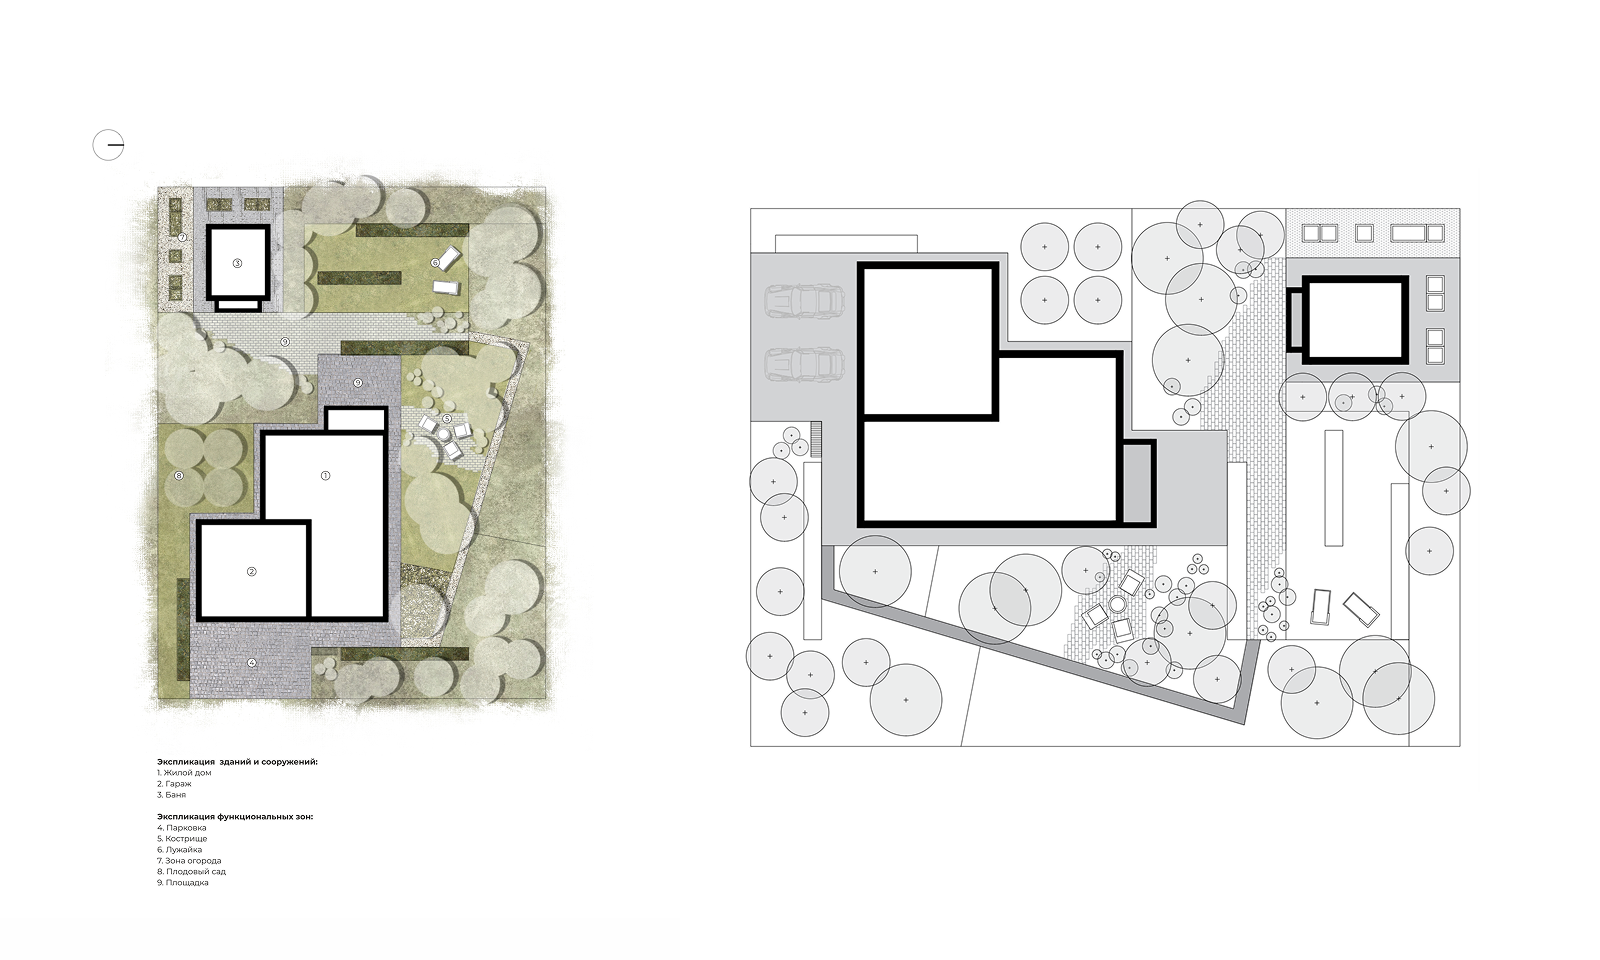 3
7
6
9
9
5
8
1
2
4
Экспликация зданий и сооружений:
1. Жилой дом
2. Гараж
3. Баня
Экспликация функциональных зон:
4. Парковка
5. Кострище
6. Лужайка
7. Зона огорода
8. Плодовый сад
9. Площадка